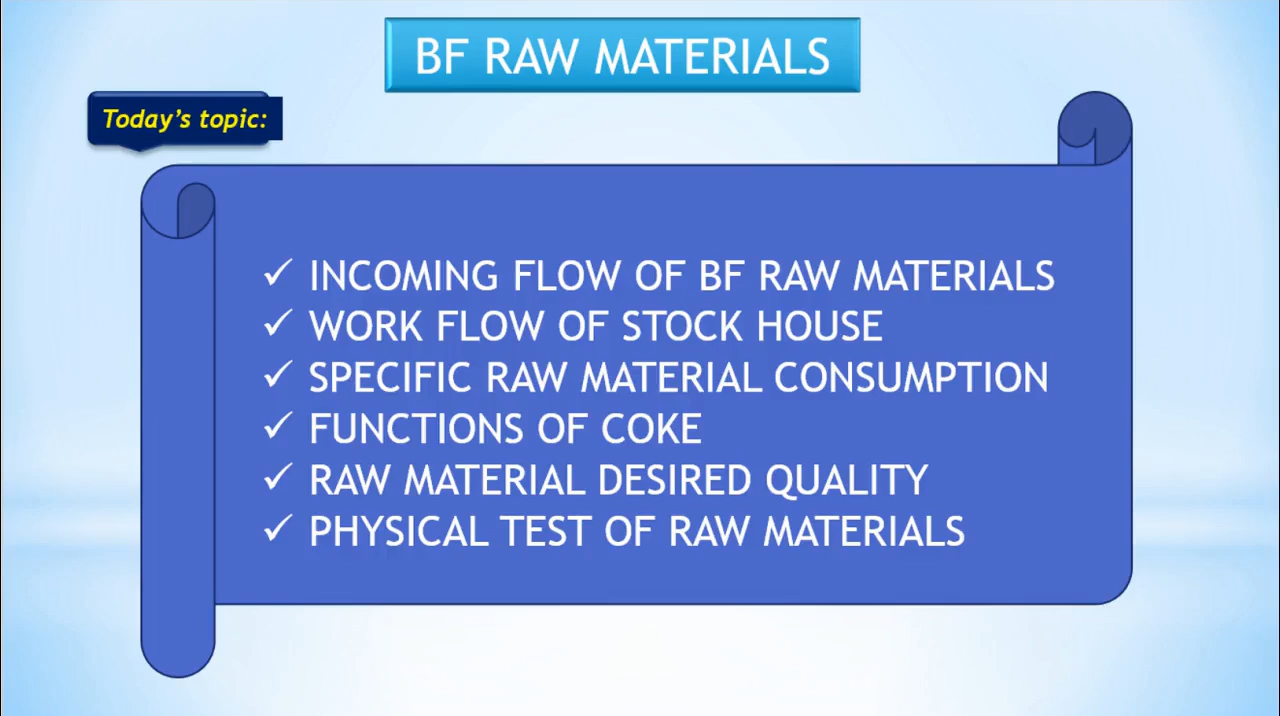 BF RAW MATERIALS
Today's topic:
✓ INCOMING FLOW OF BF RAW MATERIALS
✓ WORK FLOW OF STOCK HOUSE
✓ SPECIFIC RAW MATERIAL CONSUMPTION
✓ FUNCTIONS OF COKE
✓ RAW MATERIAL DESIRED QUALITY
✓ PHYSICAL TEST OF RAW MATERIALS